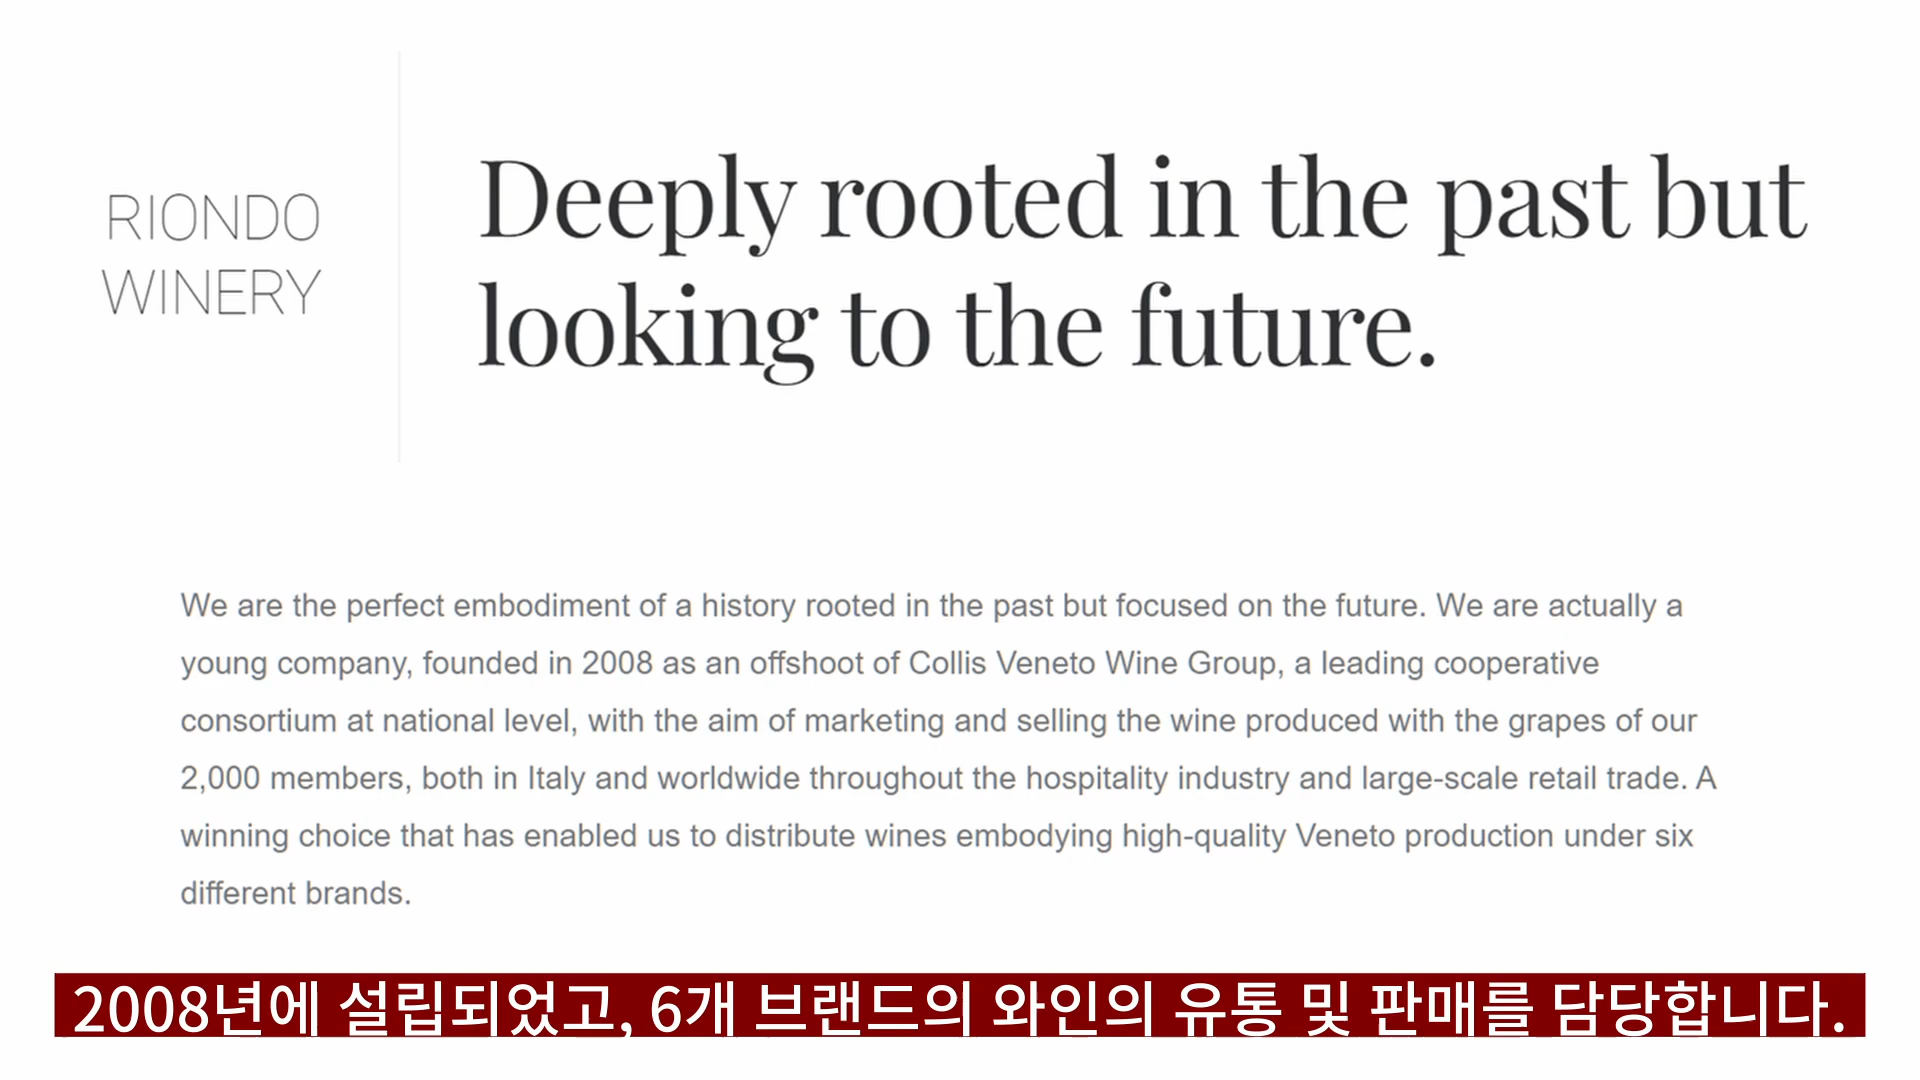 RIONDO
WINERY
Deeply rooted in the past but
looking to the future.
We are the perfect embodiment of a history rooted in the past but focused on the future. We are actually a
young company, founded in 2008 as an offshoot of Collis Veneto Wine Group, a leading cooperative
consortium at national level, with the aim of marketing and selling the wine produced with the grapes of our
2,000 members, both in Italy and worldwide throughout the hospitality industry and large-scale retail trade. A
winning choice that has enabled us to distribute wines embodying high-quality Veneto production under six
different brands.
2008년에 설립되었고, 6개 브랜드의 와인의 유통 및 판매를 담당합니다.